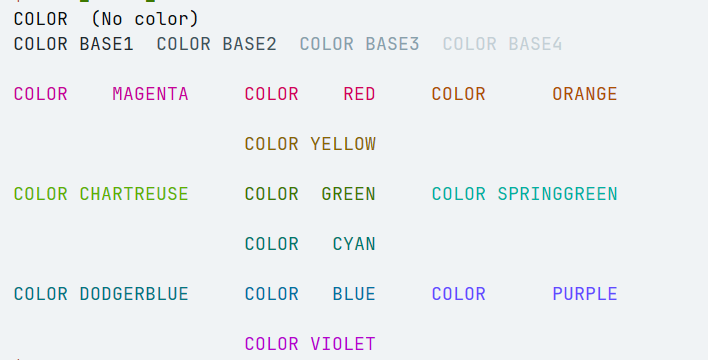 COLOR  (No color)
COLOR BASE1  COLOR BASE2  COLOR BASE3  COLOR BASE4
COLOR    MAGENTA     COLOR    RED     COLOR      ORANGE
COLOR YELLOW
COLOR CHARTREUSE     COLOR  GREEN     COLOR SPRINGGREEN
COLOR   CYAN
COLOR DODGERBLUE     COLOR   BLUE     COLOR      PURPLE
COLOR VIOLET